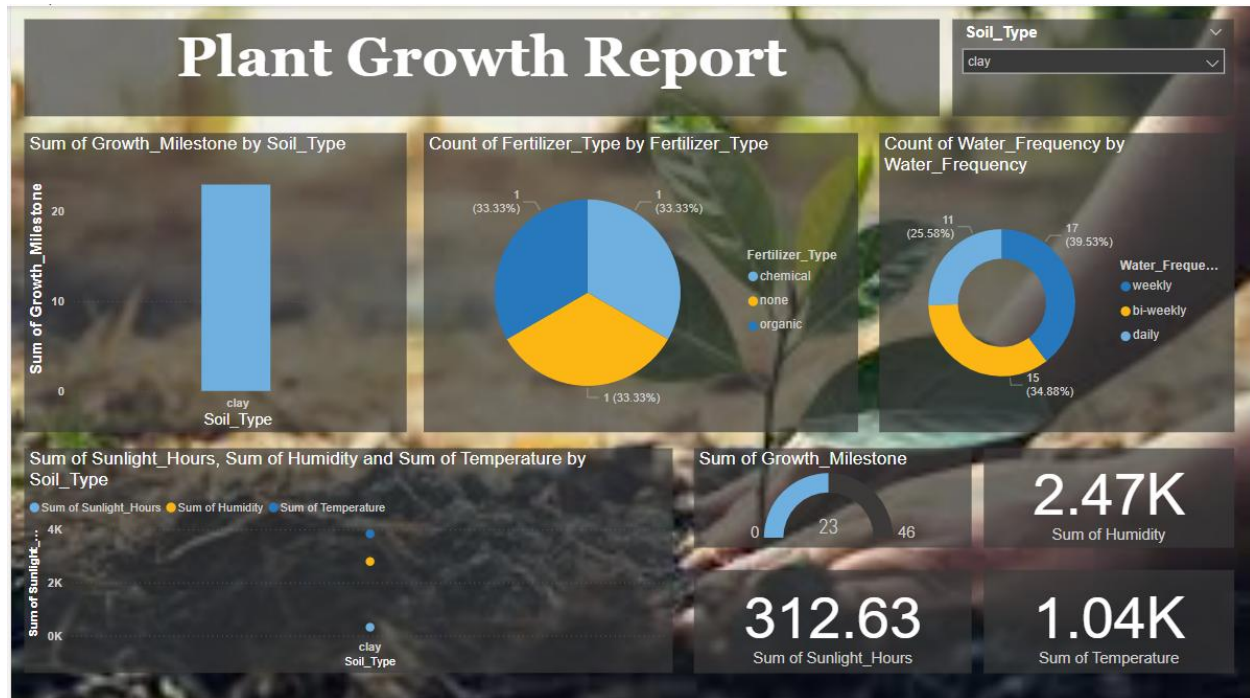 Plant Growth Report
Soil_Type
clay
Sum of Growth_Milestone by Soil_Type
Sum of Growth_Milestone
20
10
0
clay
Soil_Type
Count of Fertilizer_Type by Fertilizer_Type
1
(33.33%)
1
(33.33%)
1 (33.33%)
Fertilizer_Type
chemical
none
organic
Count of Water_Frequency by
Water_Frequency
11
(25.58%)
17
(39.53%)
15
(34.88%)
Water_Freque...
weekly
bi-weekly
daily
Sum of Sunlight_Hours, Sum of Humidity and Sum of Temperature by
Soil_Type
Sum of Sunlight_Hours Sum of Humidity Sum of Temperature
Sum of Sunlight_...
4K
2K
0K
clay
Soil_Type
Sum of Growth_Milestone
0
23
46
2.47K
Sum of Humidity
312.63
Sum of Sunlight_Hours
1.04K
Sum of Temperature